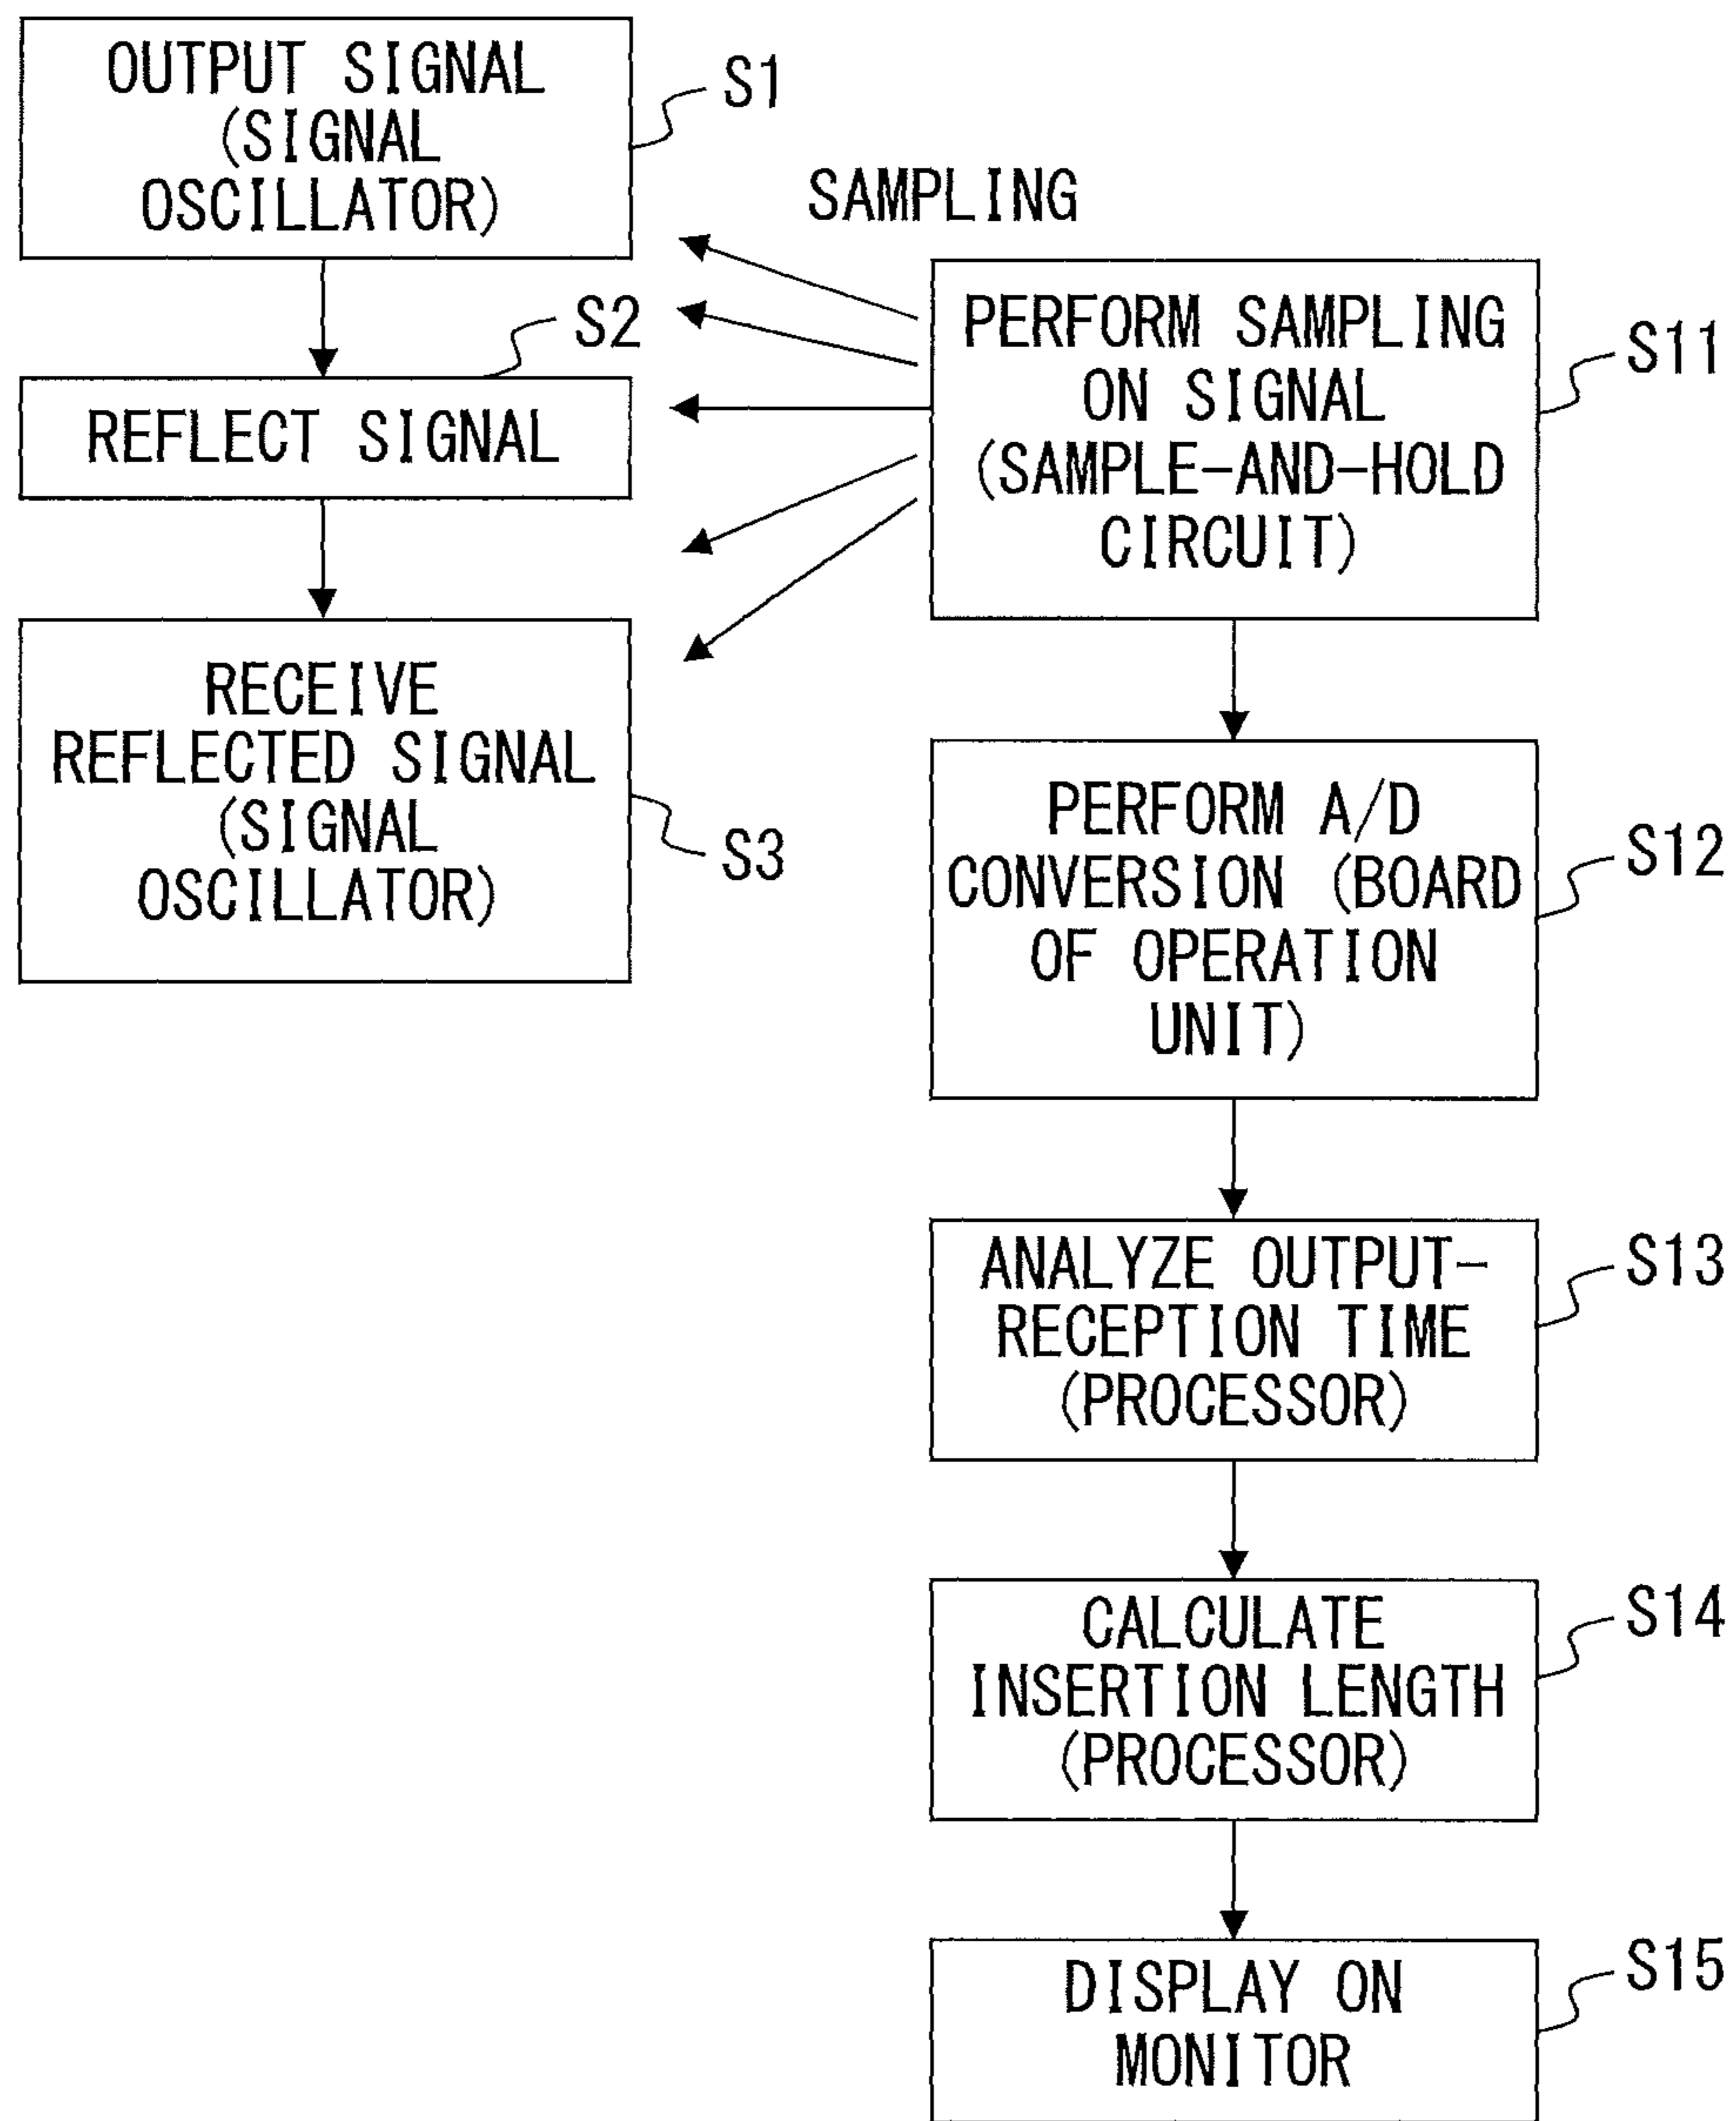 OUTPUT SIGNAL
(SIGNAL
OSCILLATOR)
S1
S2
REFLECT SIGNAL
RECEIVE
REFLECTED SIGNAL
(SIGNAL
OSCILLATOR)
S3
SAMPLING
PERFORM SAMPLING
ON SIGNAL
(SAMPLE-AND-HOLD
CIRCUIT)
S11
PERFORM A/D
CONVERSION (BOARD
OF OPERATION
UNIT)
S12
ANALYZE OUTPUT-
RECEPTION TIME
(PROCESSOR)
S13
CALCULATE
INSERTION LENGTH
(PROCESSOR)
S14
DISPLAY ON
MONITOR
S15